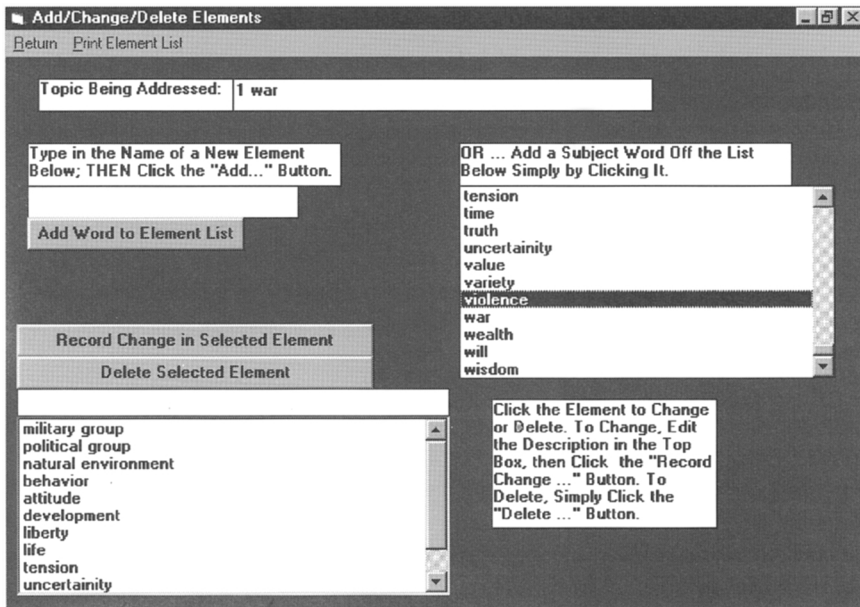 Add/Change/Delete Elements
Return Print Element List
Topic Being Addressed: 1 war
Type in the Name of a New Element
Below; THEN Click the "Add..." Button.
Add Word to Element List
OR ... Add a Subject Word Off the List
Below Simply by Clicking It.
tension
time
truth
uncertainity
value
variety
violence
war
wealth
will
wisdom
Record Change in Selected Element
Delete Selected Element
military group
political group
natural environment
behavior
attitude
development
liberty
life
tension
uncertainity
Click the Element to Change
or Delete. To Change, Edit
the Description in the Top
Box, then Click the "Record
Change ..." Button. To
Delete, Simply Click the
"Delete ..." Button.